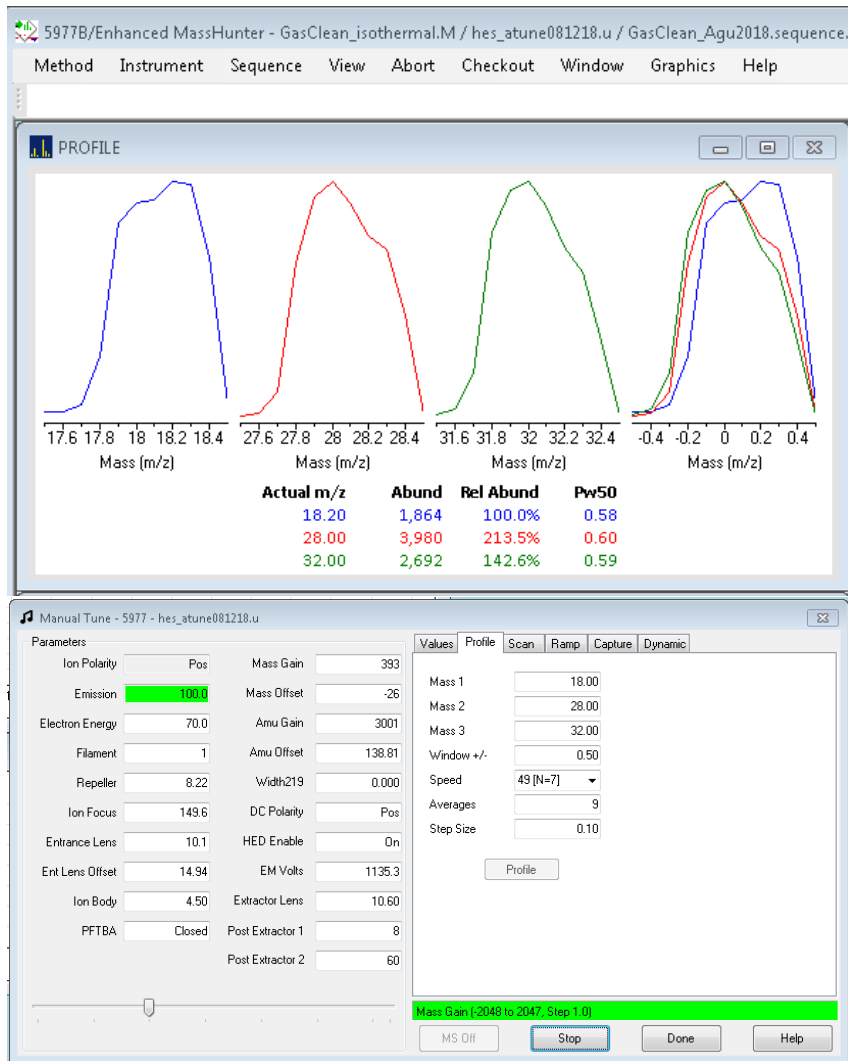 5977B/Enhanced MassHunter - GasClean_isothermal.M / hes_atune081218.u / GasClean_Agu2018.sequence.
Method Instrument Sequence View Abort Checkout Window Graphics Help
PROFILE
17.6 17.8 18 18.2 18.4 27.6 27.8 28 28.2 28.4 31.6 31.8 32 32.2 32.4 -0.4 -0.2 0 0.2 0.4
Mass (m/z) Mass (m/z) Mass (m/z) Mass (m/z)
Actual m/z Abund Rel Abund Pw50
18.20 1,864 100.0% 0.58
28.00 3,980 213.5% 0.60
32.00 2,692 142.6% 0.59
Manual Tune - 5977 - hes_atune081218.u
Parameters
Ion Polarity Pos
Emission 100.0
Electron Energy 70.0
Filament 1
Repeller 8.22
Ion Focus 149.6
Entrance Lens 10.1
Ent Lens Offset 14.94
Ion Body 4.50
PFTBA Closed
Mass Gain 393
Mass Offset -26
Amu Gain 3001
Amu Offset 138.81
Width219 0.000
DC Polarity Pos
HED Enable On
EM Volts 1135.3
Extractor Lens 10.60
Post Extractor 1 8
Post Extractor 2 60
Values Profile Scan Ramp Capture Dynamic
Mass 1 18.00
Mass 2 28.00
Mass 3 32.00
Window +/- 0.50
Speed 49 [N=7]
Averages 9
Step Size 0.10
Profile
Mass Gain (-2048 to 2047, Step 1.0)
MS Off Stop Done Help